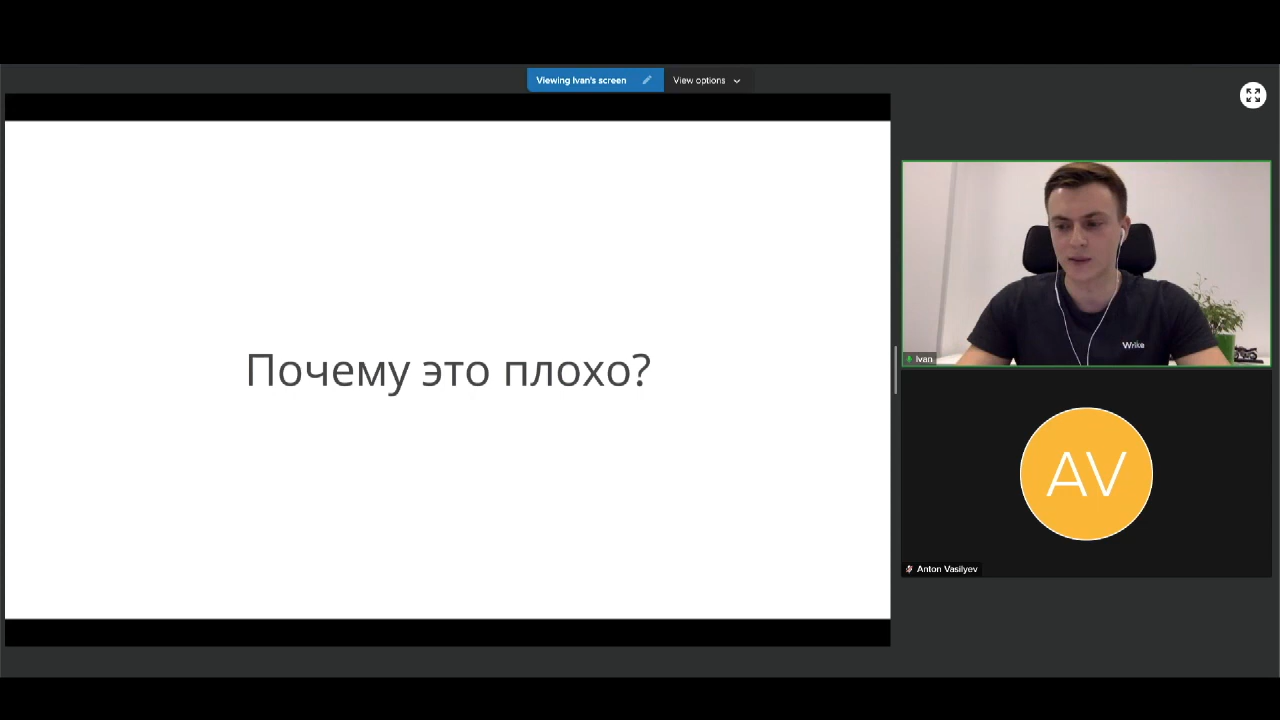 Viewing Ivan's screen
View options
Почему это плохо?
Wrike
Ivan
AV
Anton Vasilyev